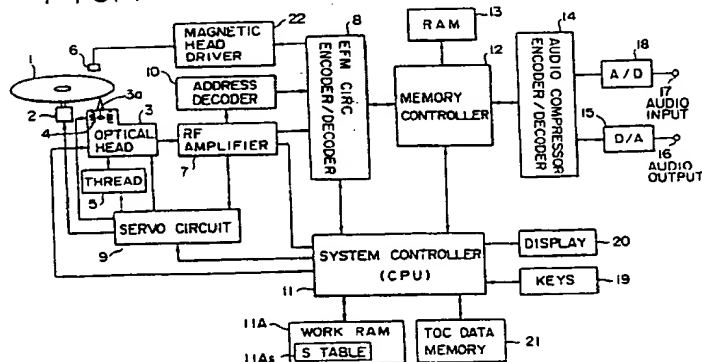 22
MAGNETIC
HEAD
DRIVER
8
13
RAM
14
6
1
12
10
ADDRESS
DECODER
EFM CIRC
ENCODER/DECODER
MEMORY
CONTROLLER
AUDIO COMPRESSOR
ENCODER/DECODER
18
A/D
17
AUDIO
INPUT
3a
3
2
4
OPTICAL
HEAD
RF
AMPLIFIER
7
15
D/A
16
AUDIO
OUTPUT
THREAD
5
SERVO CIRCUIT
9
SYSTEM CONTROLLER
(CPU)
11
DISPLAY
20
KEYS
19
11A
WORK RAM
S TABLE
11As
TOC DATA
MEMORY
21